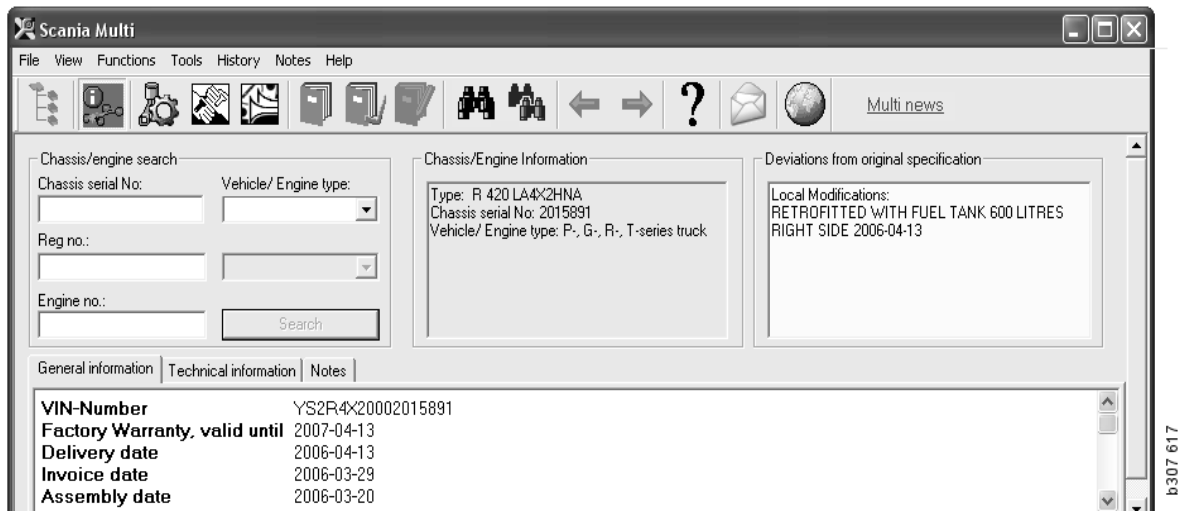 Scania Multi
File View Functions Tools History Notes Help
Multi news
Chassis/engine search
Chassis serial No:
Vehicle/ Engine type:
Reg no.:
Engine no.:
Search
Chassis/Engine Information
Type: R 420 LA4X2HNA
Chassis serial No: 2015891
Vehicle/ Engine type: P-, G-, R-, T-series truck
Deviations from original specification
Local Modifications:
RETROFITTED WITH FUEL TANK 600 LITRES
RIGHT SIDE 2006-04-13
General information Technical information Notes
VIN-Number YS2R4X20002015891
Factory Warranty, valid until 2007-04-13
Delivery date 2006-04-13
Invoice date 2006-03-29
Assembly date 2006-03-20
b307 617